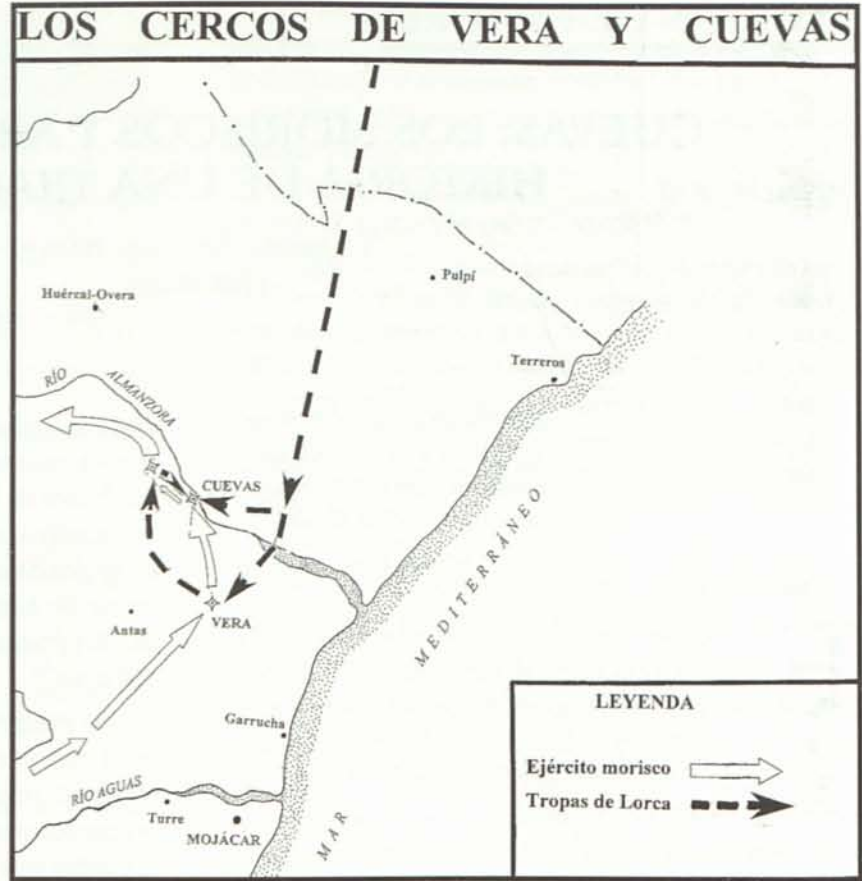 LOS CERCOS DE VERA Y CUEVAS
Pulpí
Huércal-Overa
Terreros
RÍO ALMANZORA
CUEVAS
MAR MEDITERRÁNEO
Antas
VERA
Garrucha
RÍO AGUAS
Turre
MOJÁCAR
LEYENDA
Ejército morisco
Tropas de Lorca